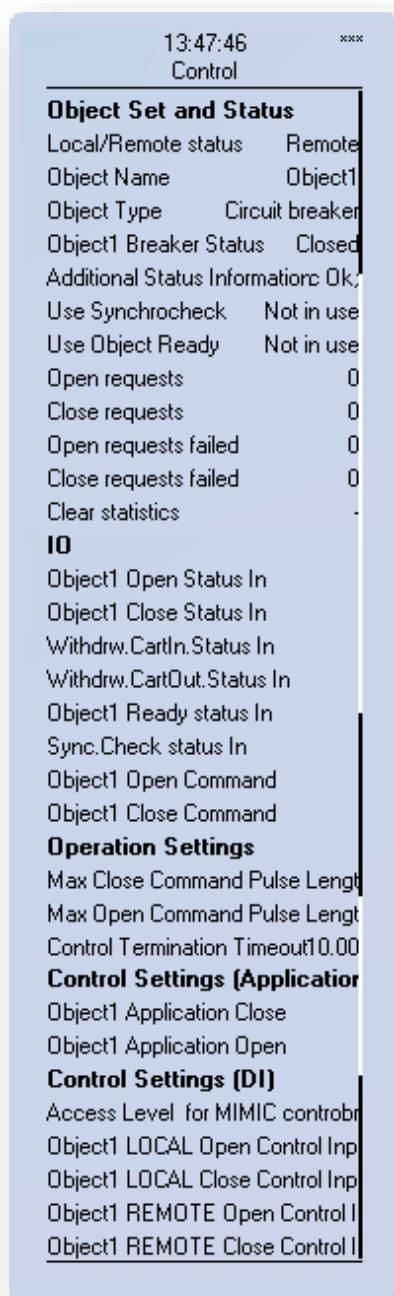 13:47:46 ***
Control
Object Set and Status
Local/Remote status Remote
Object Name Object1
Object Type Circuit breaker
Object1 Breaker Status Closed
Additional Status Informationc Ok,
Use Synchrocheck Not in use
Use Object Ready Not in use
Open requests 0
Close requests 0
Open requests failed 0
Close requests failed 0
Clear statistics -
IO
Object1 Open Status In
Object1 Close Status In
Withdrw.CartIn.Status In
Withdrw.CartOut.Status In
Object1 Ready status In
Sync.Check status In
Object1 Open Command
Object1 Close Command
Operation Settings
Max Close Command Pulse Lengt
Max Open Command Pulse Lengt
Control Termination Timeout10.00
Control Settings (Application
Object1 Application Close
Object1 Application Open
Control Settings (DI)
Access Level for MIMIC controbr
Object1 LOCAL Open Control Inp
Object1 LOCAL Close Control Inp
Object1 REMOTE Open Control I
Object1 REMOTE Close Control I